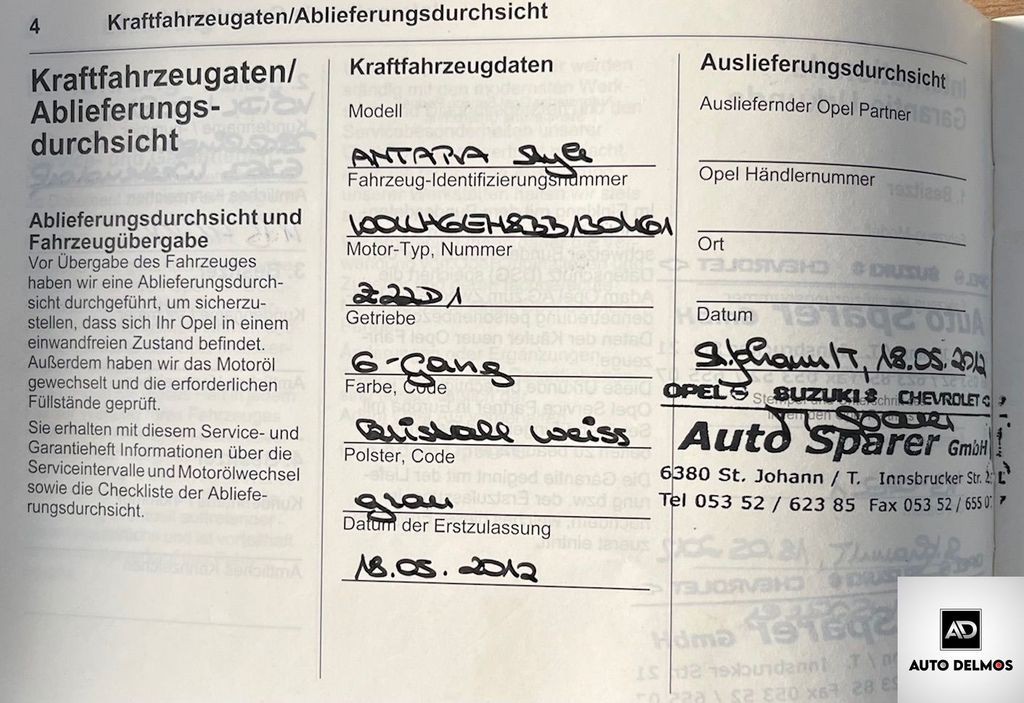 4
Kraftfahrzeugaten/Ablieferungsdurchsicht
Kraftfahrzeugaten/
Ablieferungs-
durchsicht
Ablieferungsdurchsicht und
Fahrzeugübergabe
Vor Übergabe des Fahrzeuges
haben wir eine Ablieferungsdurch-
sicht durchgeführt, um sicherzu-
stellen, dass sich Ihr Opel in einem
einwandfreien Zustand befindet.
Außerdem haben wir das Motoröl
gewechselt und die erforderlichen
Füllstände geprüft.
Sie erhalten mit diesem Service- und
Garantieheft Informationen über die
Serviceintervalle und Motorölwechsel
sowie die Checkliste der Abliefe-
rungsdurchsicht.
Kraftfahrzeugdaten
Modell
ANTARA Style
Fahrzeug-Identifizierungsnummer
Motor-Typ, Nummer
Z22D1
Getriebe
6-Gang
Farbe, Code
Kristall weiss
Polster, Code
grau
Datum der Erstzulassung
18.05.2012
Auslieferungsdurchsicht
Ausliefernder Opel Partner
Opel Händlernummer
Ort
Datum
St. Johann i. T, 18.05.2012
OPEL SUZUKI CHEVROLET
Auto Sparer GmbH
6380 St. Johann / T. Innsbrucker Str.
Tel 053 52 / 623 85 Fax 053 52 / 655 0
AD
AUTO DELMOS